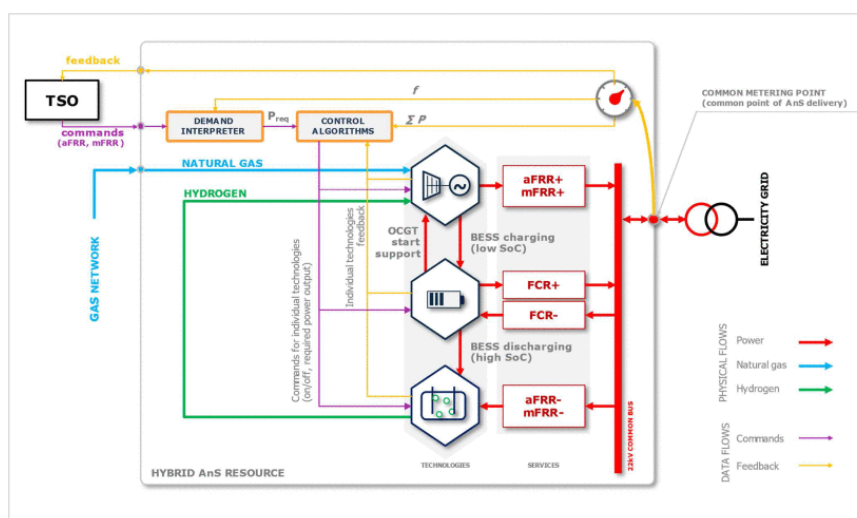 feedback
TSO
commands
(aFRR, mFRR)
f
DEMAND
INTERPRETER
Preq
CONTROL
ALGORITHMS
∑ P
COMMON METERING POINT
(common point of AnS delivery)
NATURAL GAS
HYDROGEN
GAS NETWORK
Commands for individual technologies
(on/off, required power output)
Individual technologies
feedback
aFRR+
mFRR+
OCGT
start
support
BESS charging
(low SoC)
FCR+
FCR-
BESS discharging
(high SoC)
aFRR-
mFRR-
22kV COMMON BUS
ELECTRICITY GRID
HYBRID AnS RESOURCE
TECHNOLOGIES
SERVICES
PHYSICAL FLOWS
Power
Natural gas
Hydrogen
DATA FLOWS
Commands
Feedback